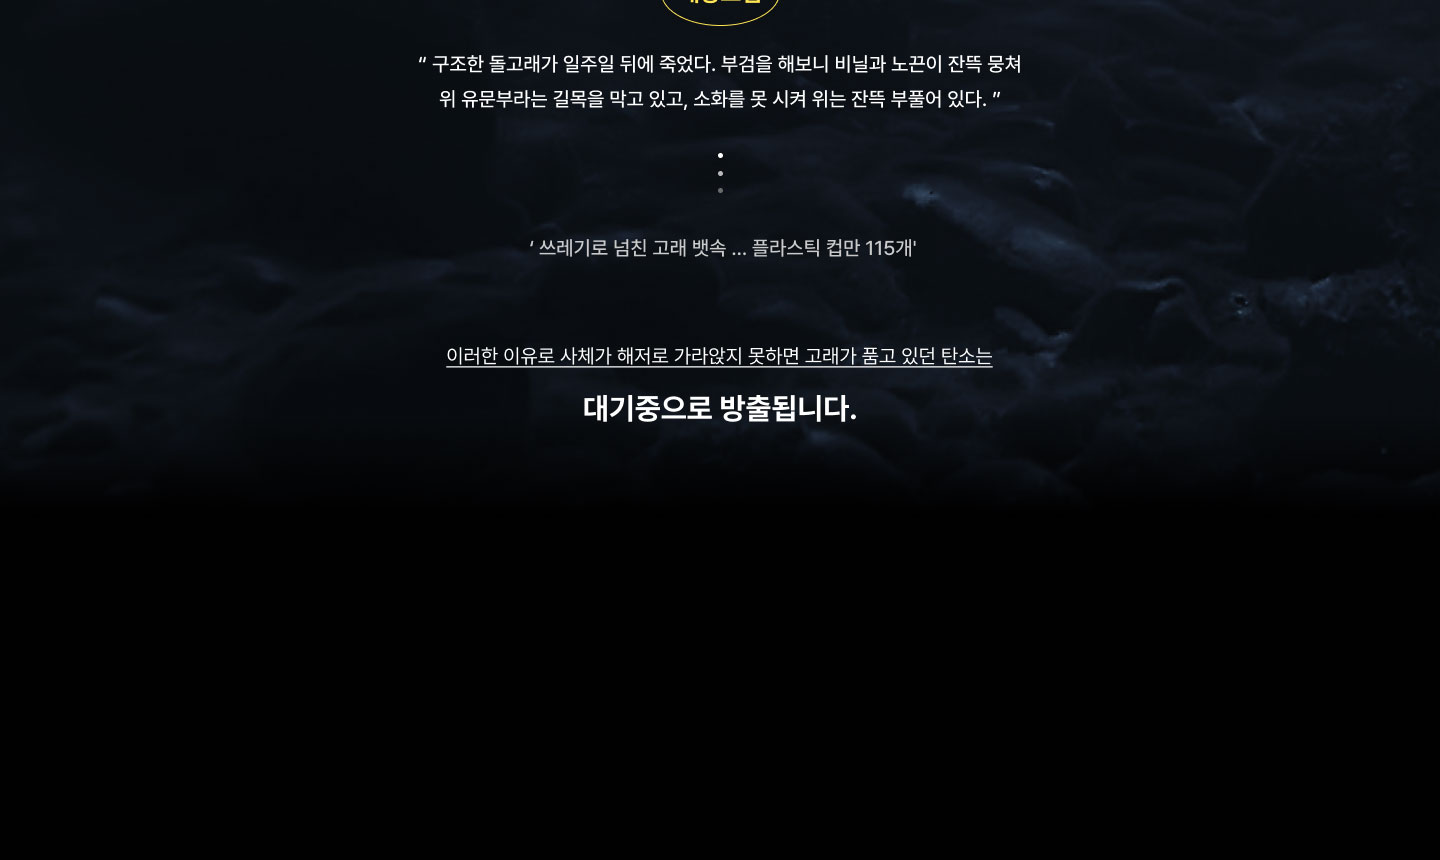 “ 구조한 돌고래가 일주일 뒤에 죽었다. 부검을 해보니 비닐과 노끈이 잔뜩 뭉쳐
위 유문부라는 길목을 막고 있고, 소화를 못 시켜 위는 잔뜩 부풀어 있다. ”
‘ 쓰레기로 넘친 고래 뱃속 ... 플라스틱 컵만 115개'
이러한 이유로 사체가 해저로 가라앉지 못하면 고래가 품고 있던 탄소는
대기중으로 방출됩니다.